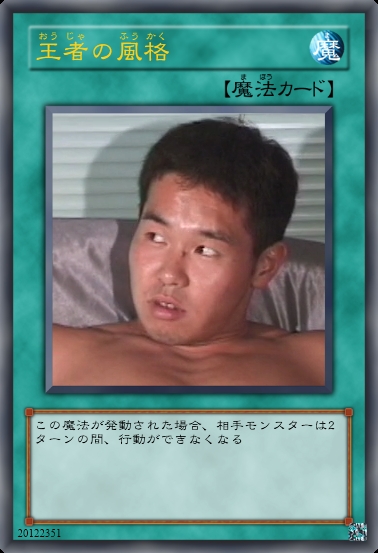 おうじゃ ふうかく
王者の風格
魔
まほう
【魔法カード】
この魔法が発動された場合、相手モンスターは2
ターンの間、行動ができなくなる
20122351